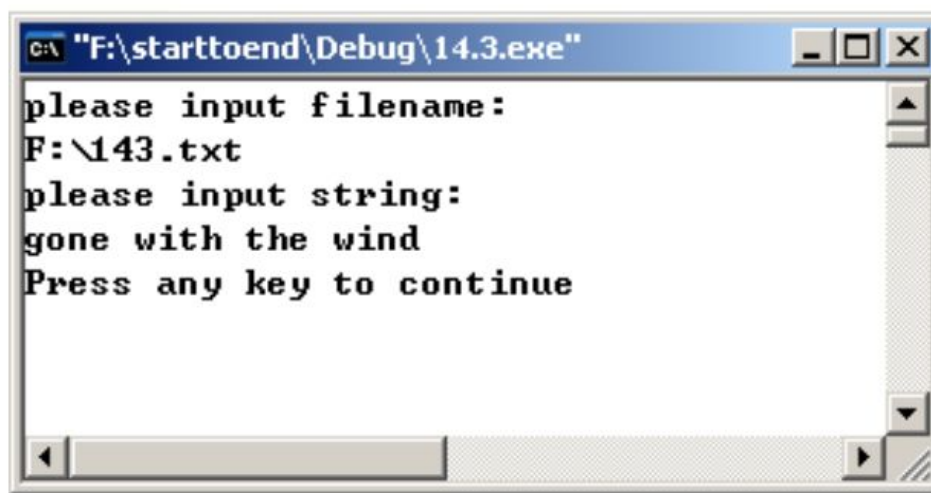 "F:\starttoend\Debug\14.3.exe"
please input filename:
F:\143.txt
please input string:
gone with the wind
Press any key to continue